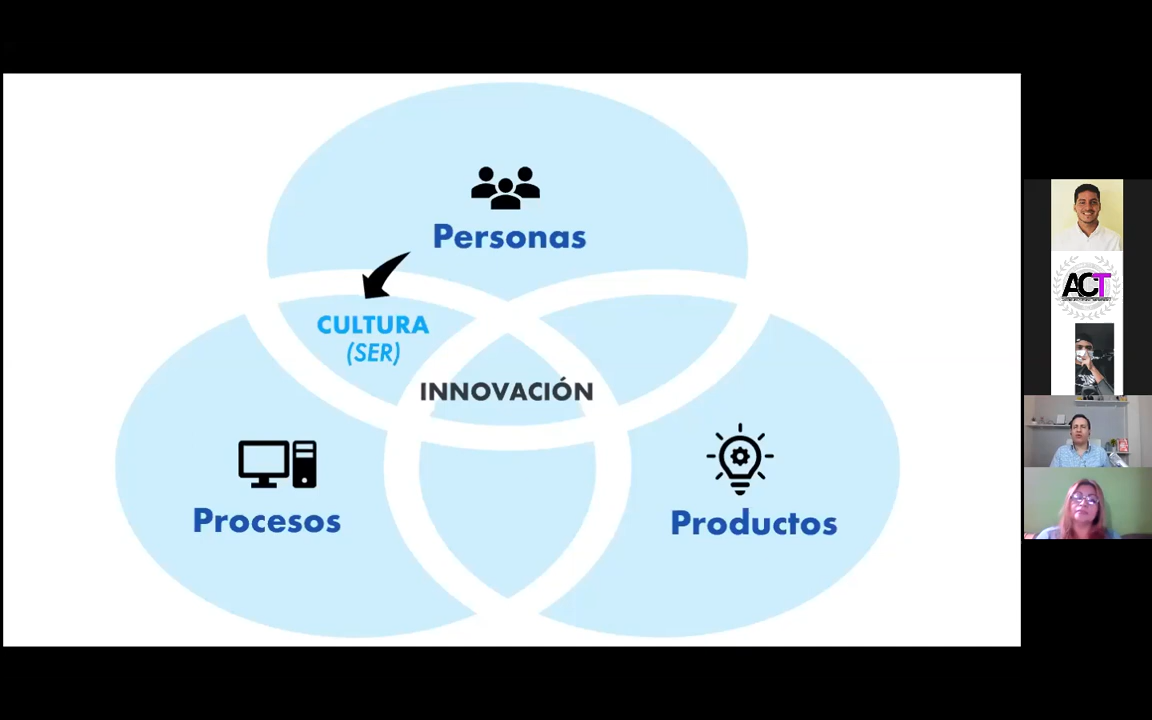 Personas
CULTURA
(SER)
INNOVACIÓN
Procesos
Productos
ACT